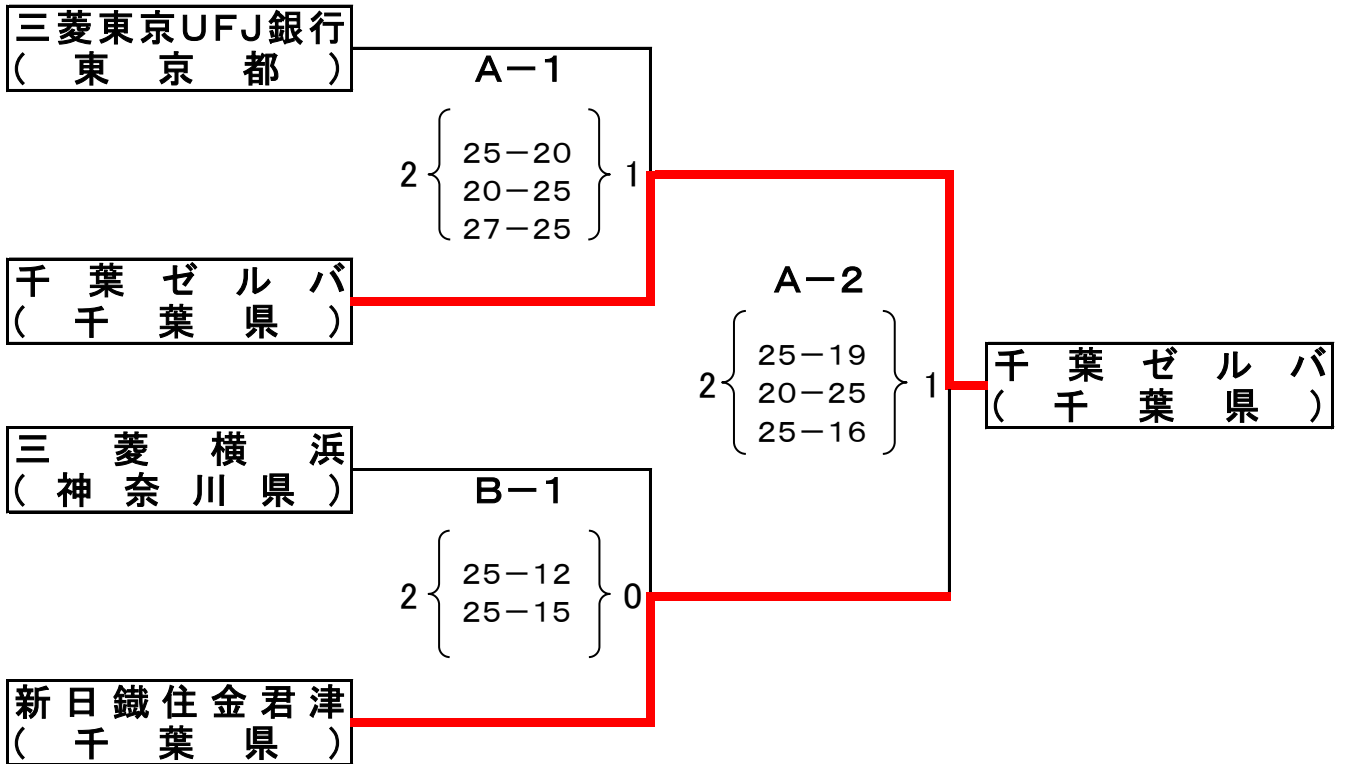 三菱東京UFJ銀行
(東京都)
A－1
2 25－20 1
20－25
27－25
千葉ゼルバ
(千葉県)
A－2
2 25－19 1
20－25
25－16
千葉ゼルバ
(千葉県)
三菱横浜
(神奈川県)
B－1
2 25－12 0
25－15
新日鐵住金君津
(千葉県)